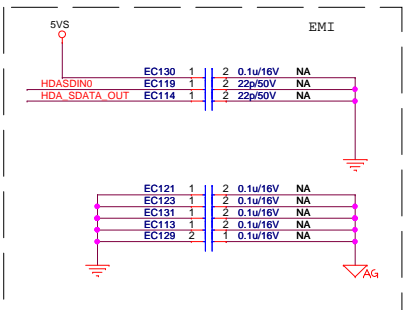 5VS EMI
EC130 1 2 0.1u/16V NA
HDASDIN0 EC119 1 2 22p/50V NA
HDA_SDATA_OUT EC114 1 2 22p/50V NA
EC121 1 2 0.1u/16V NA
EC123 1 2 0.1u/16V NA
EC131 1 2 0.1u/16V NA
EC113 1 2 0.1u/16V NA
EC129 2 1 0.1u/16V NA
AG